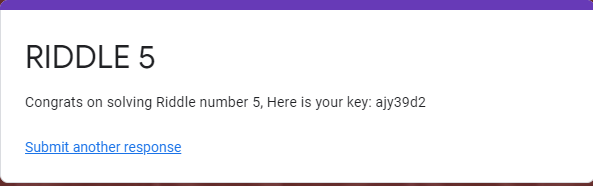 RIDDLE 5
Congrats on solving Riddle number 5, Here is your key: ajy39d2
Submit another response